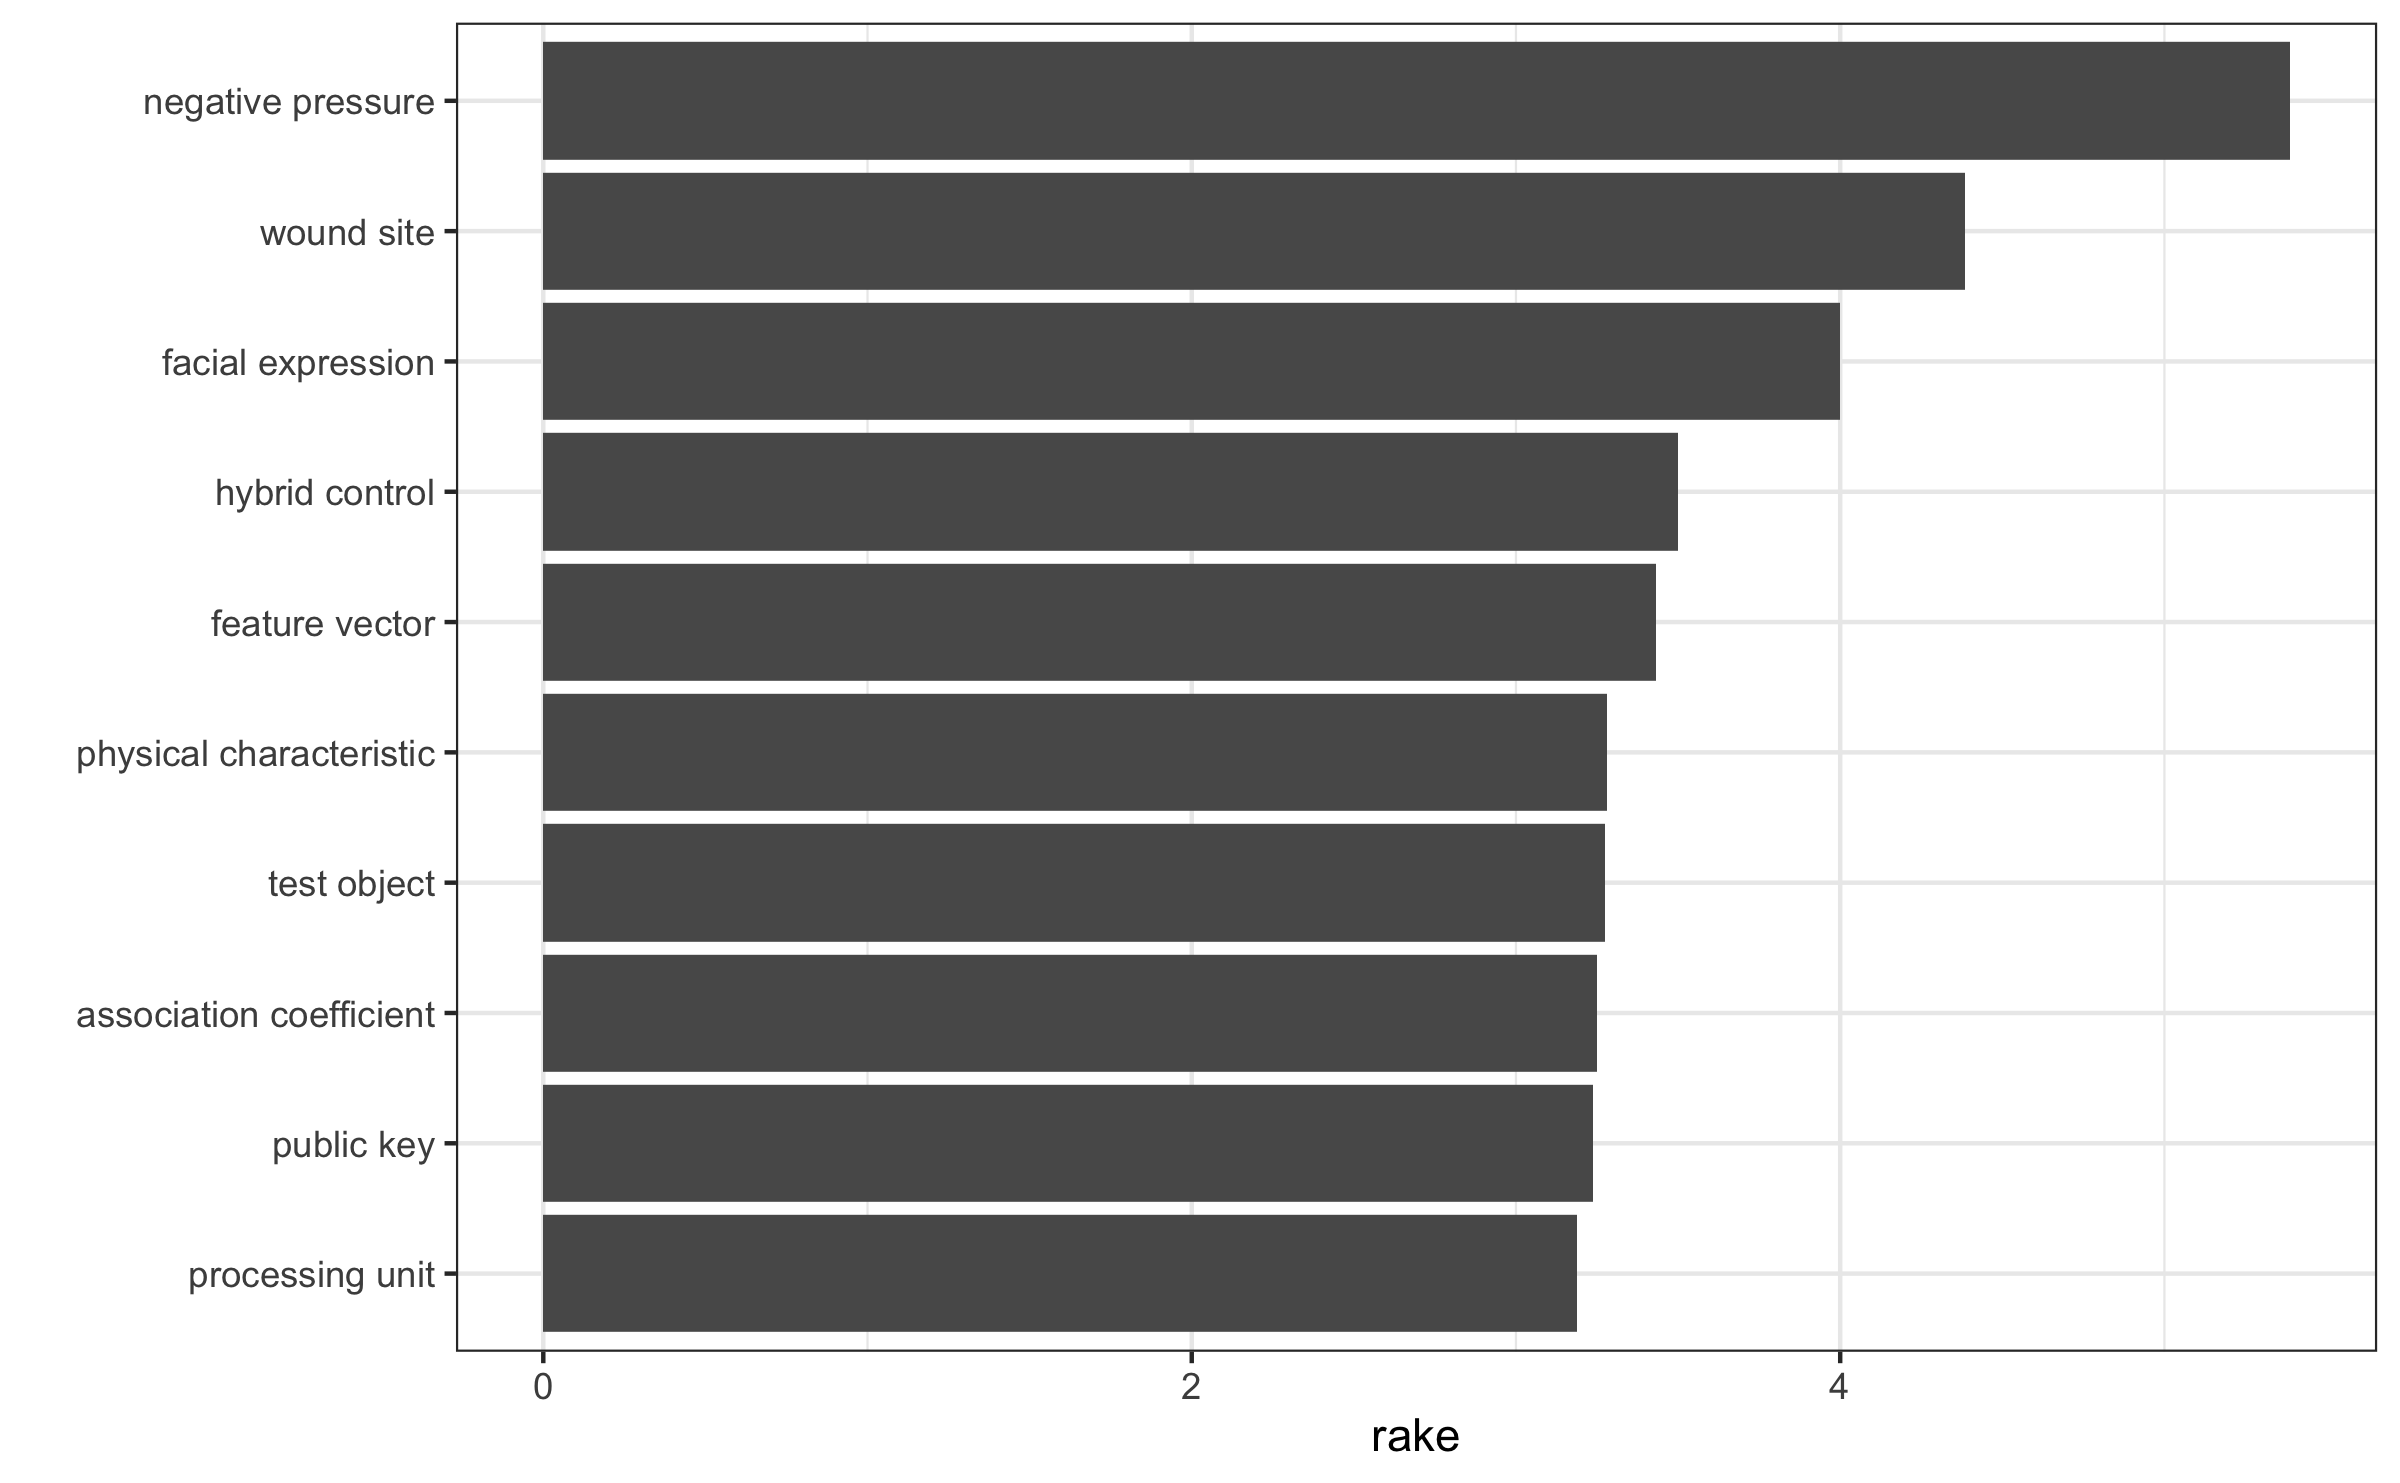 negative pressure
wound site
facial expression
hybrid control
feature vector
physical characteristic
test object
association coefficient
public key
processing unit
0 2 4
rake